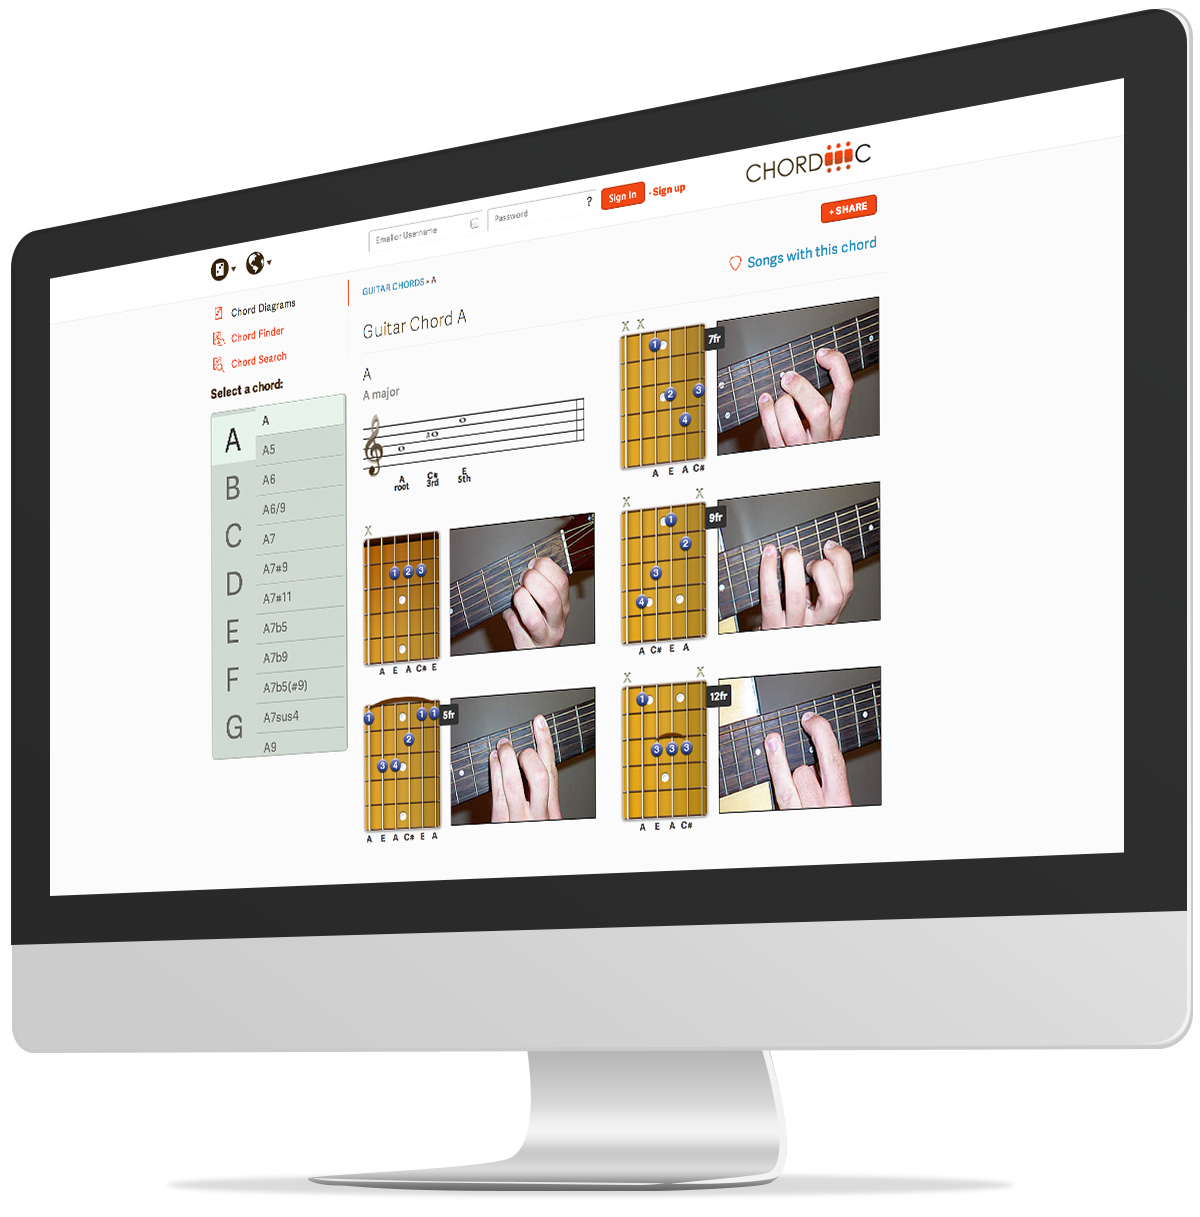 CHORD C
Email or Username
Password
?
Sign In
· Sign up
+ SHARE
Songs with this chord
Chord Diagrams
Chord Finder
Chord Search
Select a chord:
A
B
C
D
E
F
G
A
A5
A6
A6/9
A7
A7#9
A7#11
A7b5
A7b9
A7b5(#9)
A7sus4
A9
GUITAR CHORDS » A
Guitar Chord A
A
A major
A C# E
root 3rd 5th
X
1 2 3
A E A C# E
1 1 1 5fr
2
3 4
A E A C# E A
X X
1 7fr
2 3
4
A E A C#
X X
1 9fr
2
3
4
A C# E A
X X
1 12fr
3 3 3
A E A C#